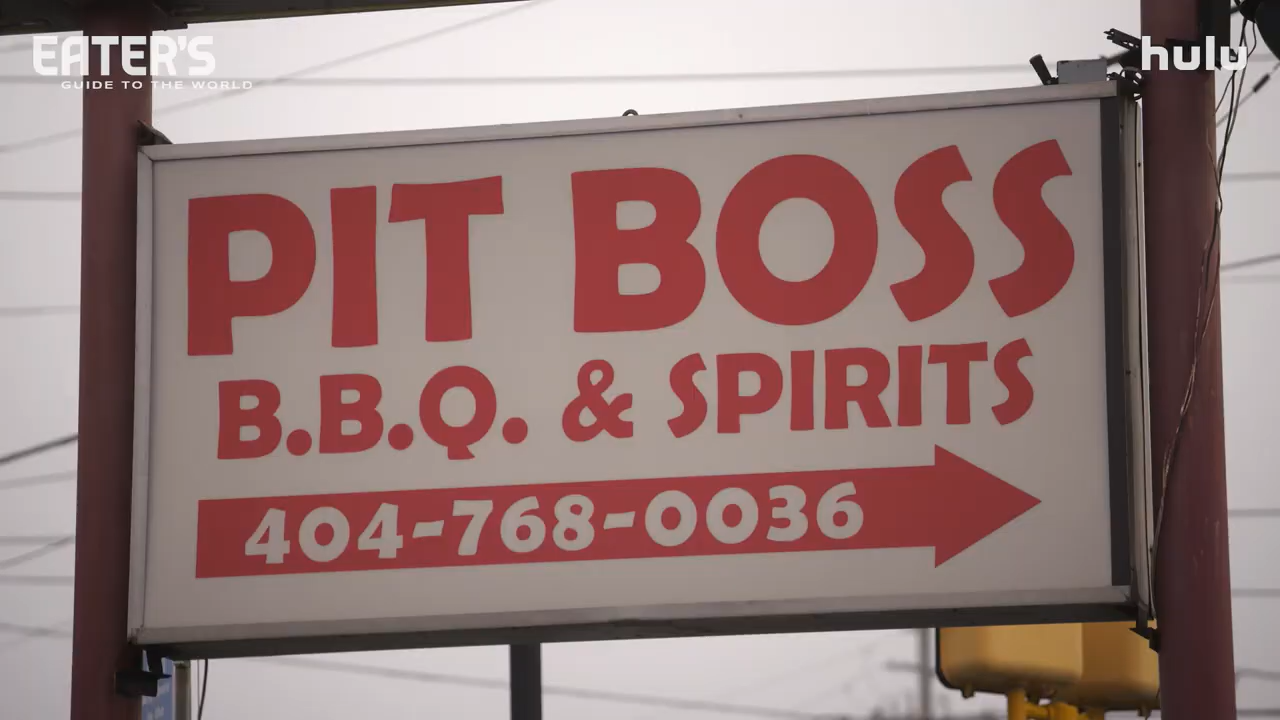 EATER'S
GUIDE TO THE WORLD
hulu
PIT BOSS
B.B.Q. & SPIRITS
404-768-0036